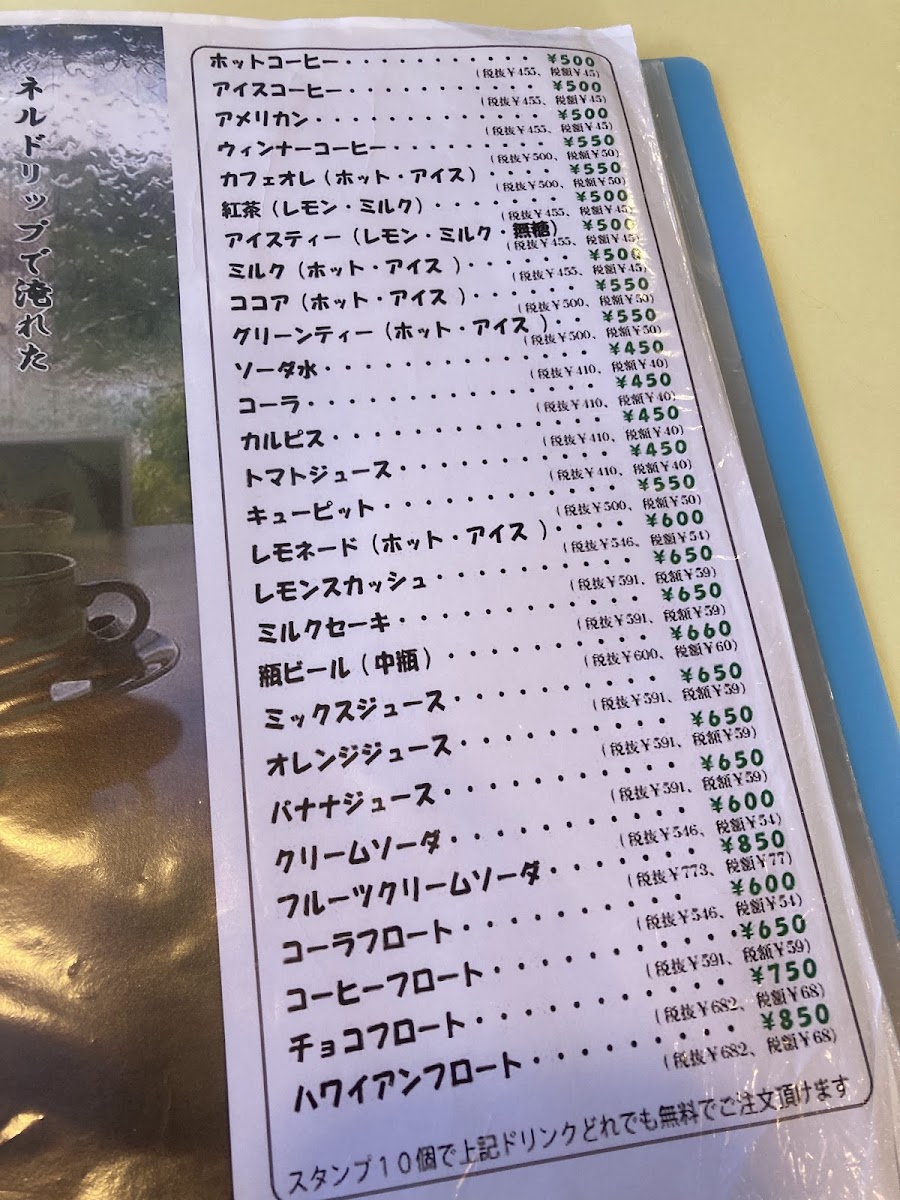 ネルドリップで滝れた
ホットコーヒー・・・・・・・・・・・¥500
(税抜¥455、税額¥45)
アイスコーヒー・・・・・・・・・・・¥500
(税抜¥455、税額¥45)
アメリカン・・・・・・・・・・・・・¥500
(税抜¥455、税額¥45)
ウィンナーコーヒー・・・・・・・・・¥550
(税抜¥500、税額¥50)
カフェオレ(ホット・アイス)・・・・¥550
(税抜¥500、税額¥50)
紅茶(レモン・ミルク)・・・・・・・¥500
(税抜¥455、税額¥45)
アイスティー(レモン・ミルク・無糖)¥500
(税抜¥455、税額¥45)
ミルク(ホット・アイス )・・・・・・¥500
(税抜¥455、税額¥45)
ココア(ホット・アイス )・・・・・・¥550
(税抜¥500、税額¥50)
グリーンティー(ホット・アイス )・・¥550
(税抜¥500、税額¥50)
ソーダ水・・・・・・・・・・・・・・¥450
(税抜¥410、税額¥40)
コーラ・・・・・・・・・・・・・・・¥450
(税抜¥410、税額¥40)
カルピス・・・・・・・・・・・・・・¥450
(税抜¥410、税額¥40)
トマトジュース・・・・・・・・・・・¥450
(税抜¥410、税額¥40)
キューピット・・・・・・・・・・・・¥550
(税抜¥500、税額¥50)
レモネード(ホット・アイス )・・・・¥600
(税抜¥546、税額¥54)
レモンスカッシュ・・・・・・・・・・¥650
(税抜¥591、税額¥59)
ミルクセーキ・・・・・・・・・・・・¥650
(税抜¥591、税額¥59)
瓶ビール(中瓶)・・・・・・・・・・¥660
(税抜¥600、税額¥60)
ミックスジュース・・・・・・・・・・¥650
(税抜¥591、税額¥59)
オレンジジュース・・・・・・・・・・¥650
(税抜¥591、税額¥59)
バナナジュース・・・・・・・・・・・¥650
(税抜¥591、税額¥59)
クリームソーダ・・・・・・・・・・・¥600
(税抜¥546、税額¥54)
フルーツクリームソーダ・・・・・・・¥850
(税抜¥773、税額¥77)
コーラフロート・・・・・・・・・・¥600
(税抜¥546、税額¥54)
コーヒーフロート・・・・・・・・・・¥650
(税抜¥591、税額¥59)
チョコフロート・・・・・・・・・・・¥750
(税抜¥682、税額¥68)
ハワイアンフロート・・・・・・・・・¥850
(税抜¥682、税額¥68)
スタンプ10個で上記ドリンクどれでも無料でご注文頂けます